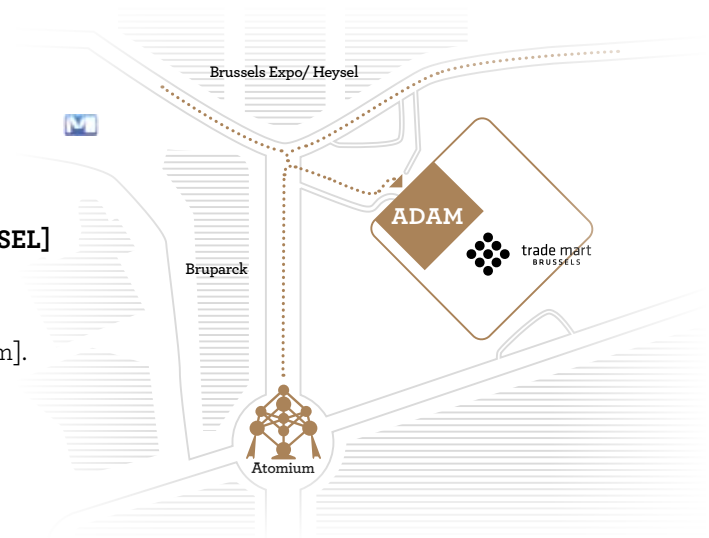 Brussels Expo/ Heysel
M
SEL]
ADAM
trade mart
BRUSSELS
Bruparck
m].
Atomium